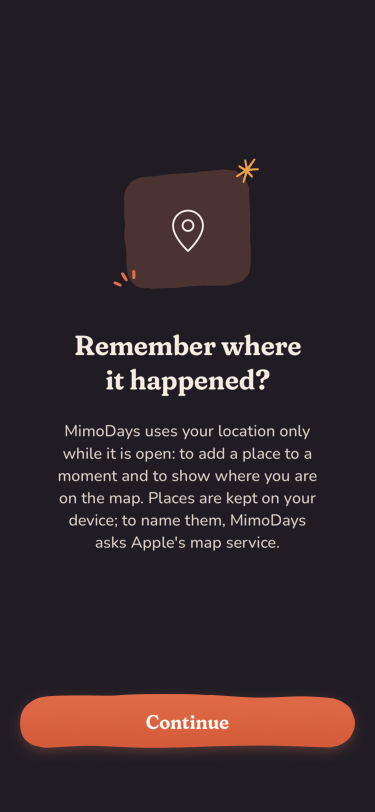 Remember where
it happened?
MimoDays uses your location only
while it is open: to add a place to a
moment and to show where you are
on the map. Places are kept on your
device; to name them, MimoDays
asks Apple's map service.
Continue